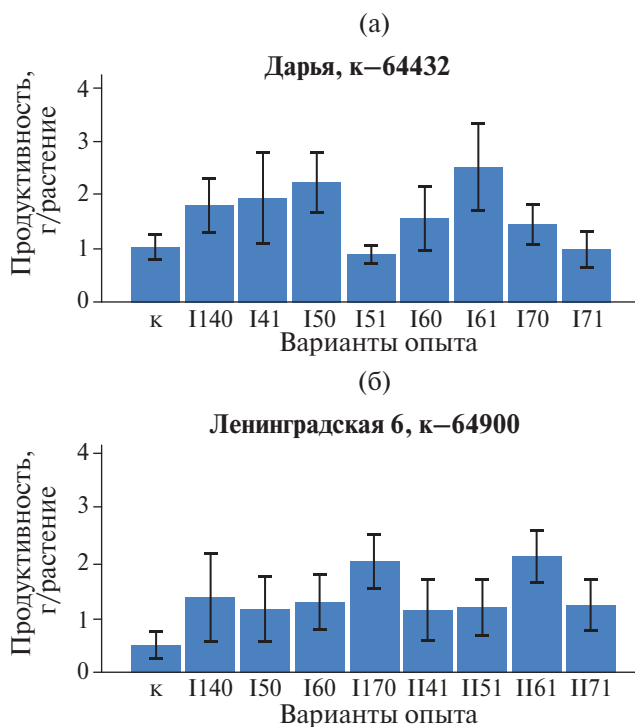 (а)
Дарья, к–64432
Продуктивность,
г/растение
4
3
2
1
0
к I140 I41 I50 I51 I60 I61 I70 I71
Варианты опыта
(б)
Ленинградская 6, к–64900
Продуктивность,
г/растение
4
3
2
1
0
к I140 I50 I60 I170 II41 II51 II61 II71
Варианты опыта